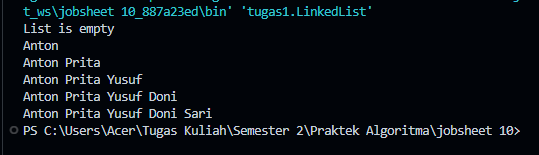 t_ws\jobsheet 10_887a23ed\bin' 'tugas1.LinkedList'
List is empty
Anton
Anton Prita
Anton Prita Yusuf
Anton Prita Yusuf Doni
Anton Prita Yusuf Doni Sari
PS C:\Users\Acer\Tugas Kuliah\Semester 2\Praktek Algoritma\jobsheet 10>